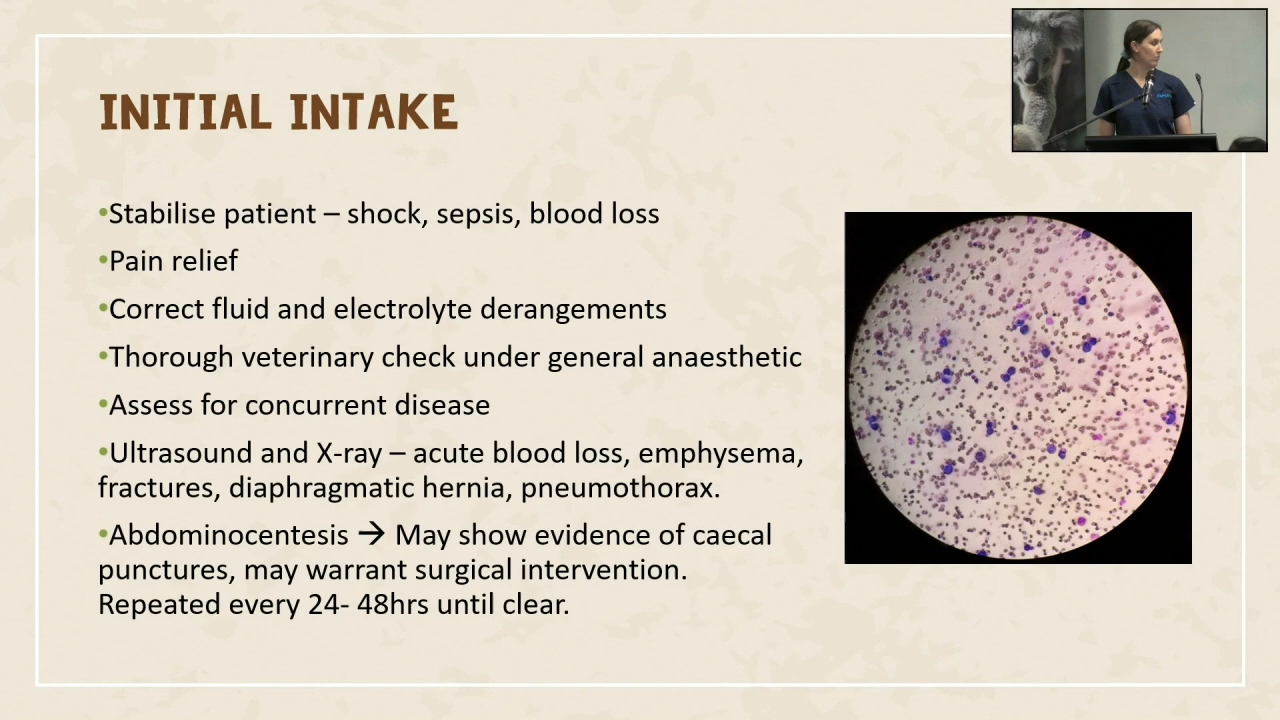 INITIAL INTAKE
•Stabilise patient – shock, sepsis, blood loss
•Pain relief
•Correct fluid and electrolyte derangements
•Thorough veterinary check under general anaesthetic
•Assess for concurrent disease
•Ultrasound and X-ray – acute blood loss, emphysema,
fractures, diaphragmatic hernia, pneumothorax.
•Abdominocentesis → May show evidence of caecal
punctures, may warrant surgical intervention.
Repeated every 24- 48hrs until clear.